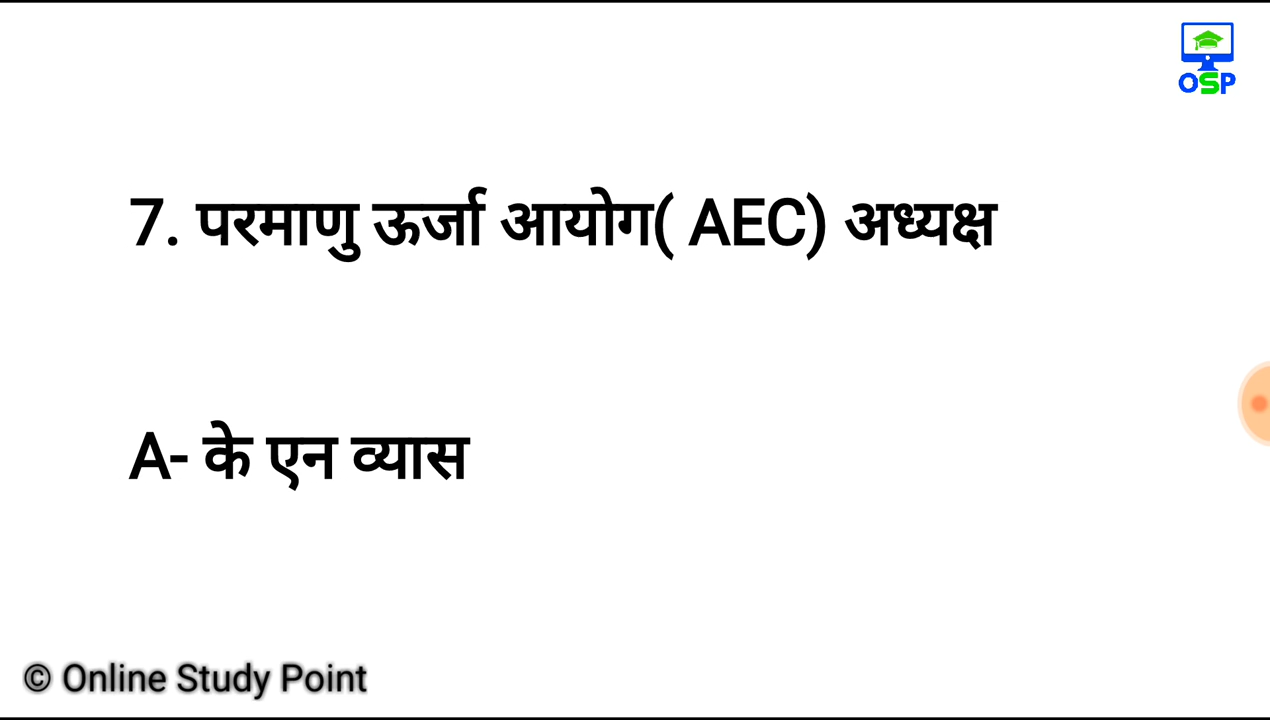 OSP
7. परमाणु ऊर्जा आयोग( AEC) अध्यक्ष
A- के एन व्यास
© Online Study Point